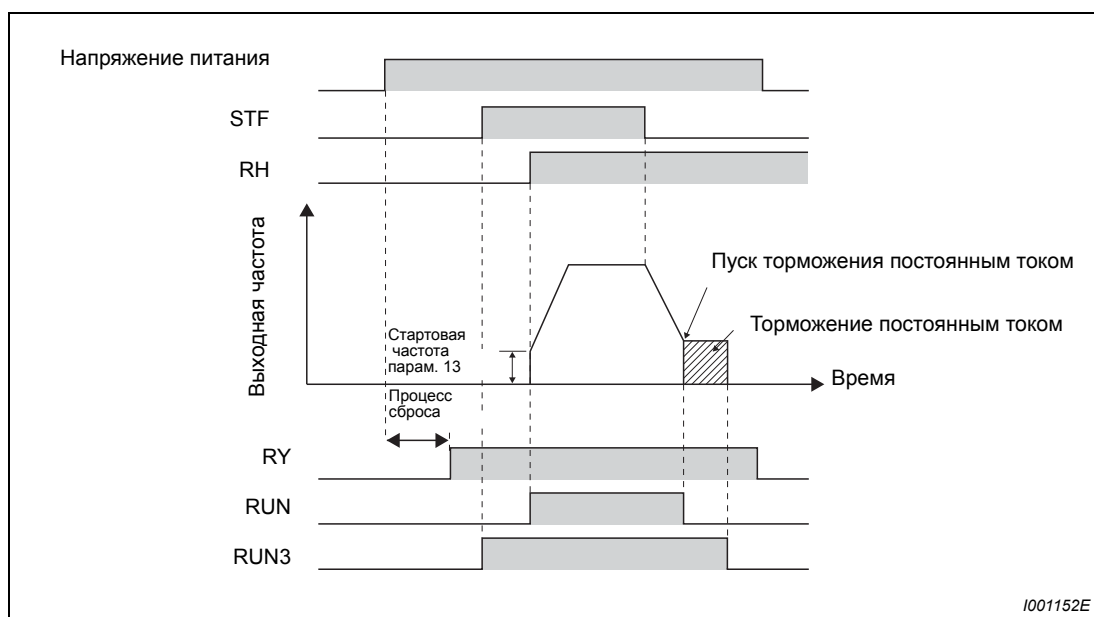 Напряжение питания
STF
RH
Выходная частота
Пуск торможения постоянным током
Торможение постоянным током
Стартовая
частота
парам. 13
Время
Процесс
сброса
RY
RUN
RUN3
I001152E